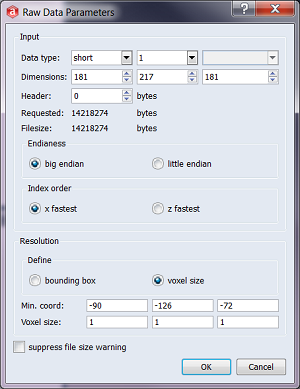 Raw Data Parameters
Input
Data type: short 1
Dimensions: 181 217 181
Header: 0 bytes
Requested: 14218274 bytes
Filesize: 14218274 bytes
Endianess
big endian little endian
Index order
x fastest z fastest
Resolution
Define
bounding box voxel size
Min. coord: -90 -126 -72
Voxel size: 1 1 1
suppress file size warning
OK Cancel